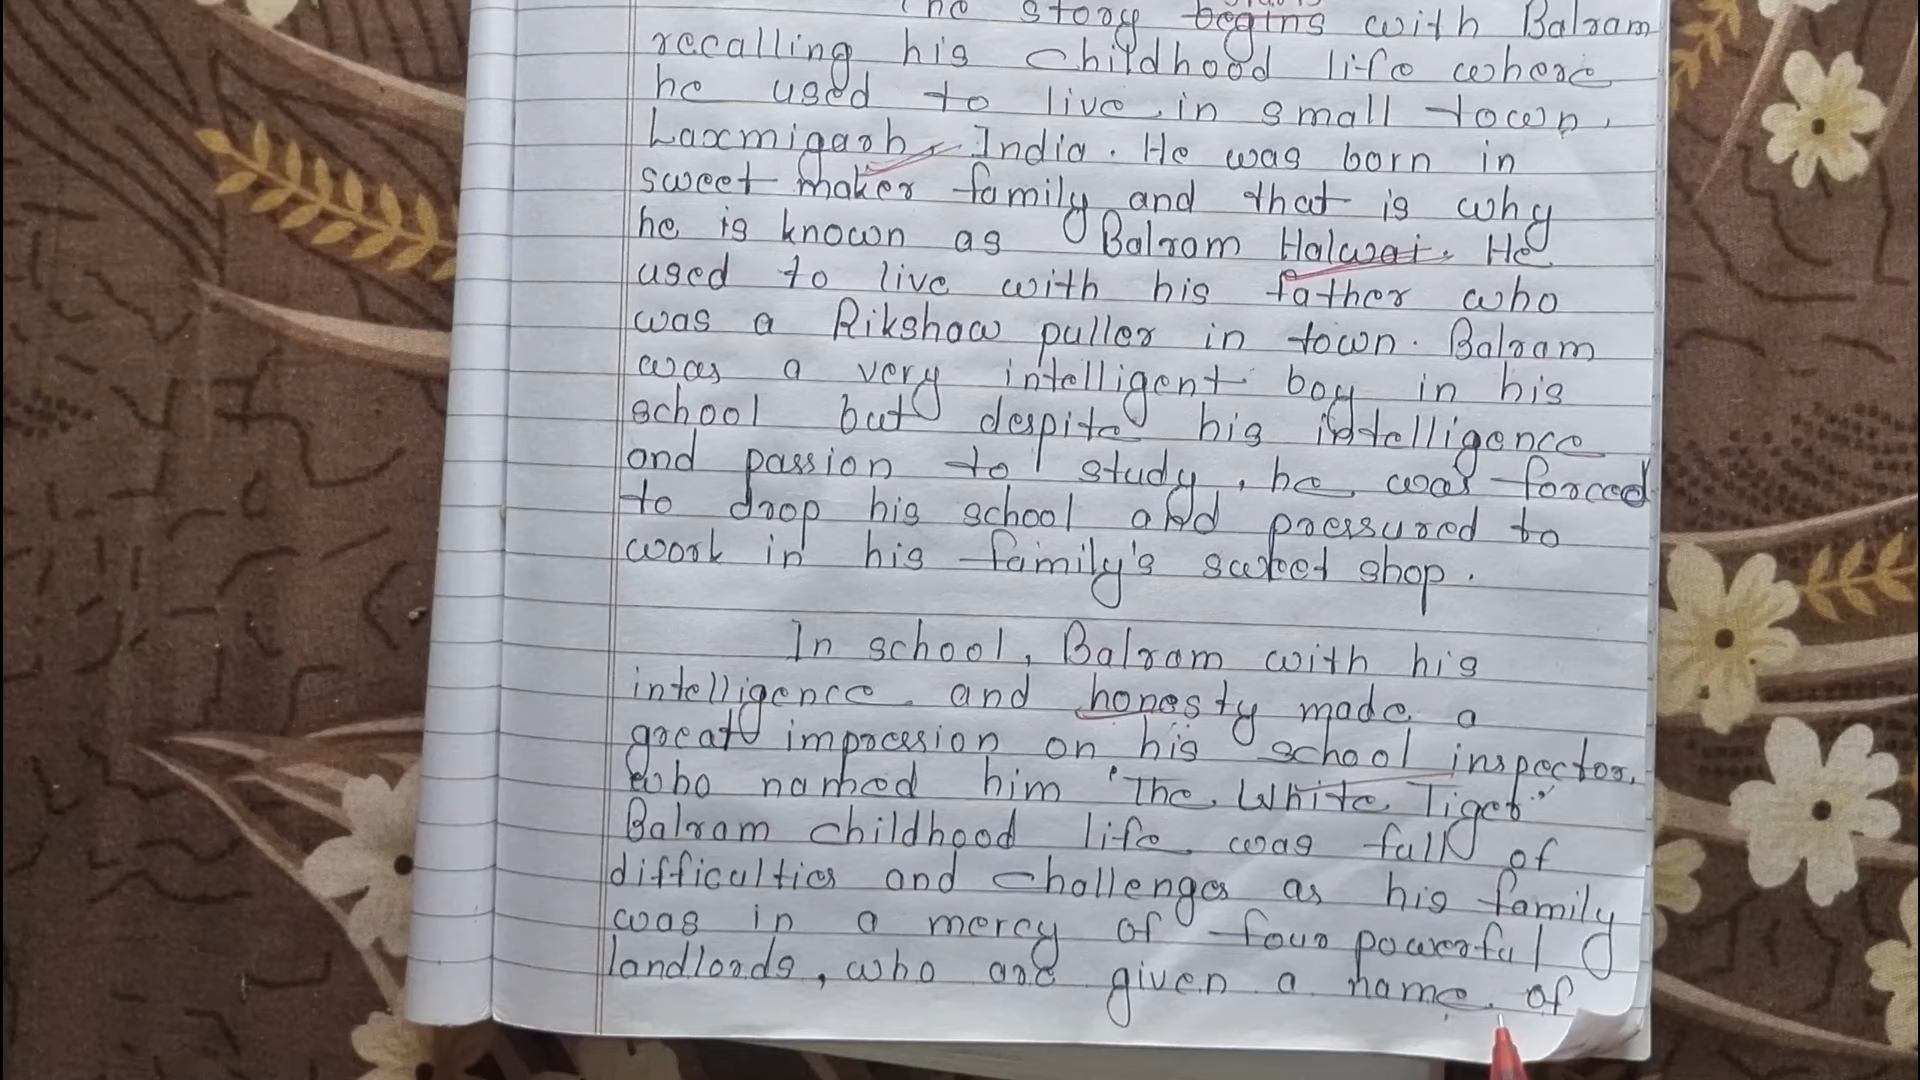 The story begins with Balram
recalling his childhood life where
he used to live in small town,
Laxmigarh, India. He was born in
sweet maker family and that is why
he is known as Balram Halwai. He
used to live with his father who
was a Rikshaw puller in town. Balram
was a very intelligent boy in his
school but despite his intelligence
and passion to study, he was forced
to drop his school and pressured to
work in his family's sweet shop.
In school, Balram with his
intelligence and honesty made a
great impression on his school inspector,
who named him "The White Tiger"
Balram childhood life was full of
difficulties and challenges as his family
was in a mercy of four powerful
landlords, who are given a name of